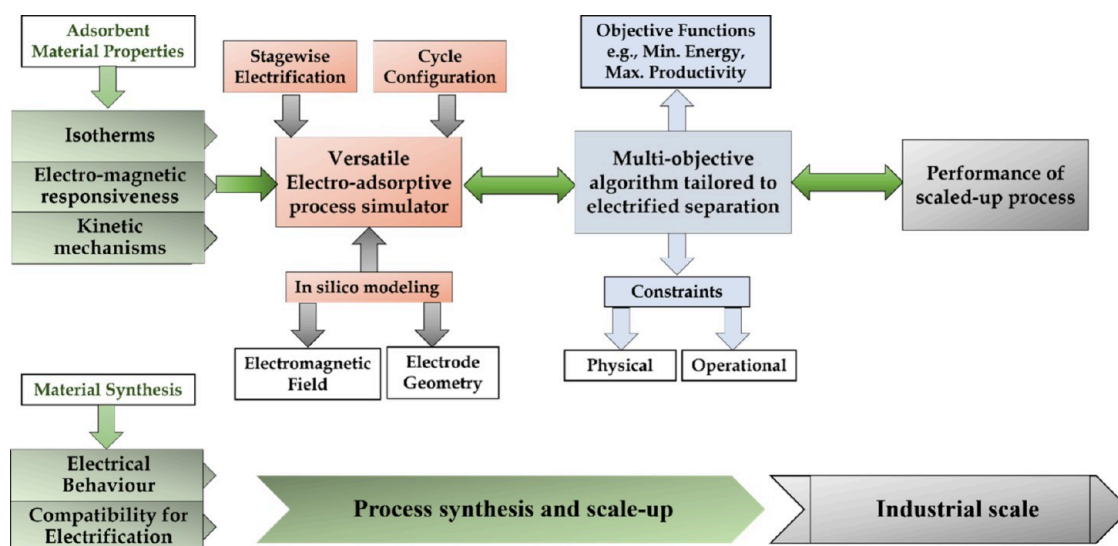 Adsorbent
Material Properties
Isotherms
Electro-magnetic
responsiveness
Kinetic
mechanisms
Stagewise
Electrification
Cycle
Configuration
Versatile
Electro-adsorptive
process simulator
In silico modeling
Electromagnetic
Field
Electrode
Geometry
Objective Functions
e.g., Min. Energy,
Max. Productivity
Multi-objective
algorithm tailored to
electrified separation
Constraints
Physical
Operational
Performance of
scaled-up process
Material Synthesis
Electrical
Behaviour
Compatibility for
Electrification
Process synthesis and scale-up
Industrial scale